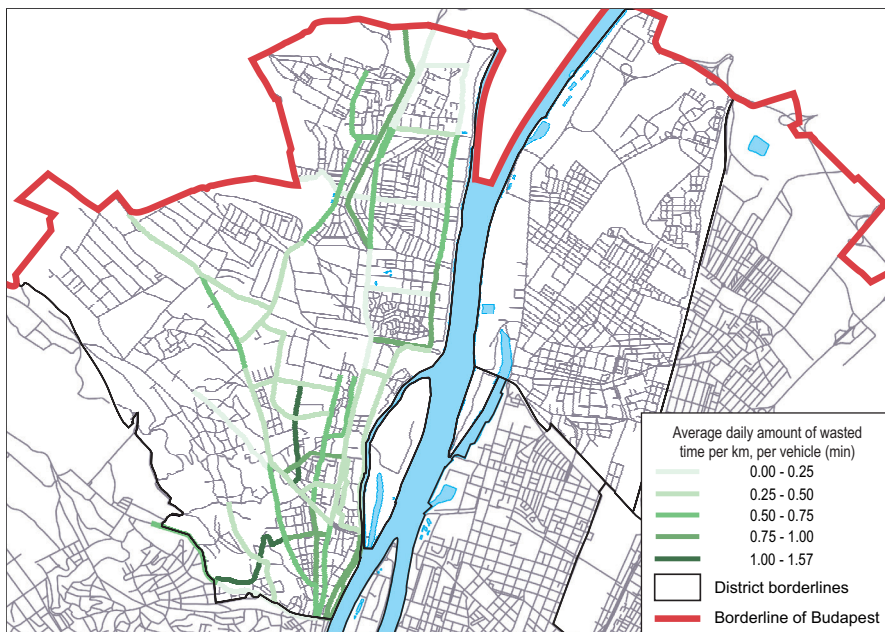 Average daily amount of wasted
time per km, per vehicle (min)
0.00 - 0.25
0.25 - 0.50
0.50 - 0.75
0.75 - 1.00
1.00 - 1.57
District borderlines
Borderline of Budapest